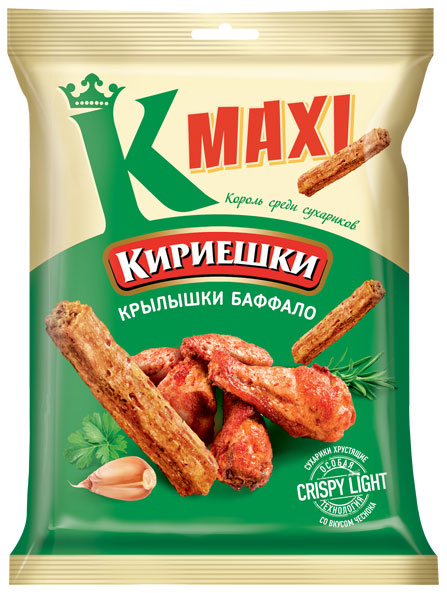 K MAXI
Король среди сухариков
КИРИЕШКИ
КРЫЛЫШКИ БАФФАЛО
СУХАРИКИ ХРУСТЯЩИЕ
ОСОБАЯ
CRISPY LIGHT
ТЕХНОЛОГИЯ
СО ВКУСОМ ЧЕСНОКА